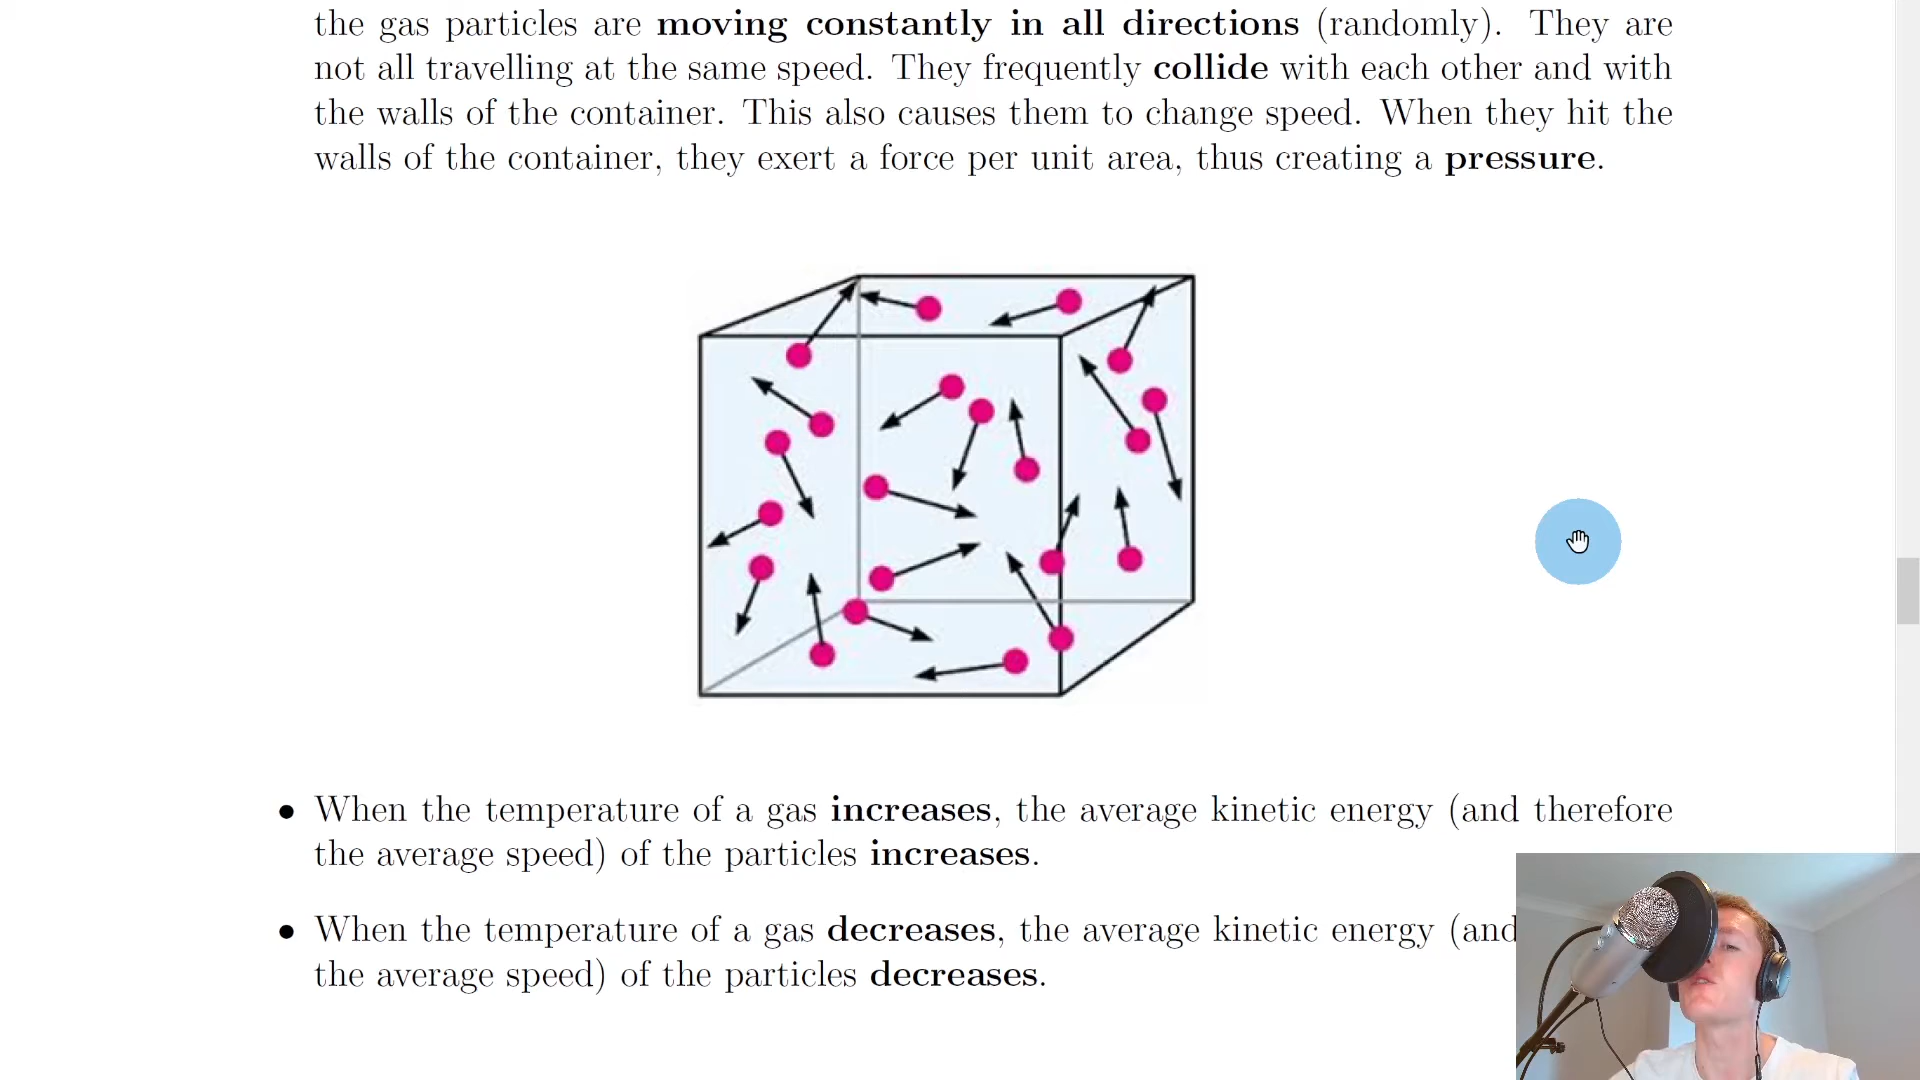 the gas particles are moving constantly in all directions (randomly). They are
not all travelling at the same speed. They frequently collide with each other and with
the walls of the container. This also causes them to change speed. When they hit the
walls of the container, they exert a force per unit area, thus creating a pressure.
• When the temperature of a gas increases, the average kinetic energy (and therefore
the average speed) of the particles increases.
• When the temperature of a gas decreases, the average kinetic energy (and
the average speed) of the particles decreases.